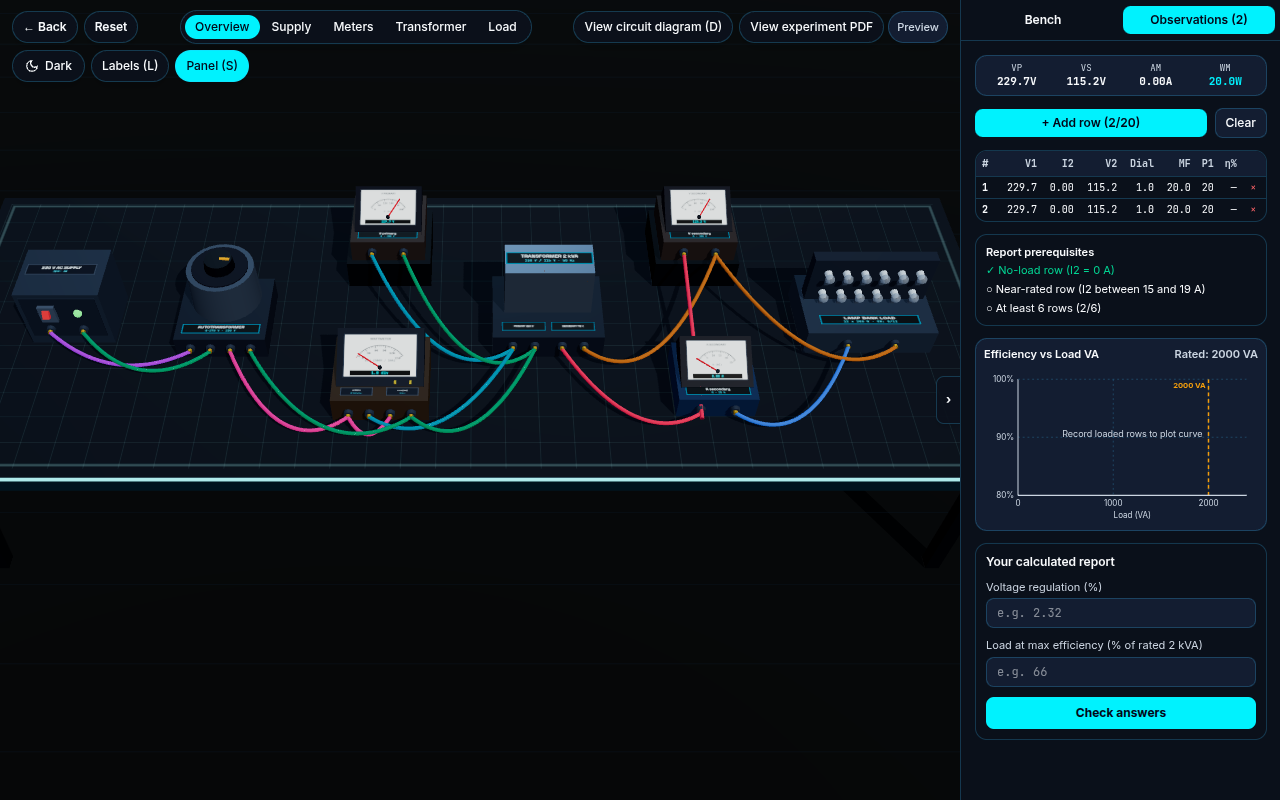 ← Back
Reset
Overview
Supply
Meters
Transformer
Load
View circuit diagram (D)
View experiment PDF
Preview
Dark
Labels (L)
Panel (S)
Bench
Observations (2)
VP
VS
AM
WM
229.7V
115.2V
0.00A
20.0W
+ Add row (2/20)
Clear
# V1 I2 V2 Dial MF P1 η%
1 229.7 0.00 115.2 1.0 20.0 20 — ×
2 229.7 0.00 115.2 1.0 20.0 20 — ×
Report prerequisites
✓ No-load row (I2 = 0 A)
○ Near-rated row (I2 between 15 and 19 A)
○ At least 6 rows (2/6)
Efficiency vs Load VA
Rated: 2000 VA
100%
2000 VA
90%
Record loaded rows to plot curve
80%
0
1000
2000
Load (VA)
Your calculated report
Voltage regulation (%)
e.g. 2.32
Load at max efficiency (% of rated 2 kVA)
e.g. 66
Check answers
›
AUTOTRANSFORMER
TRANSFORMER 2 kVA
LAMP BANK LOAD